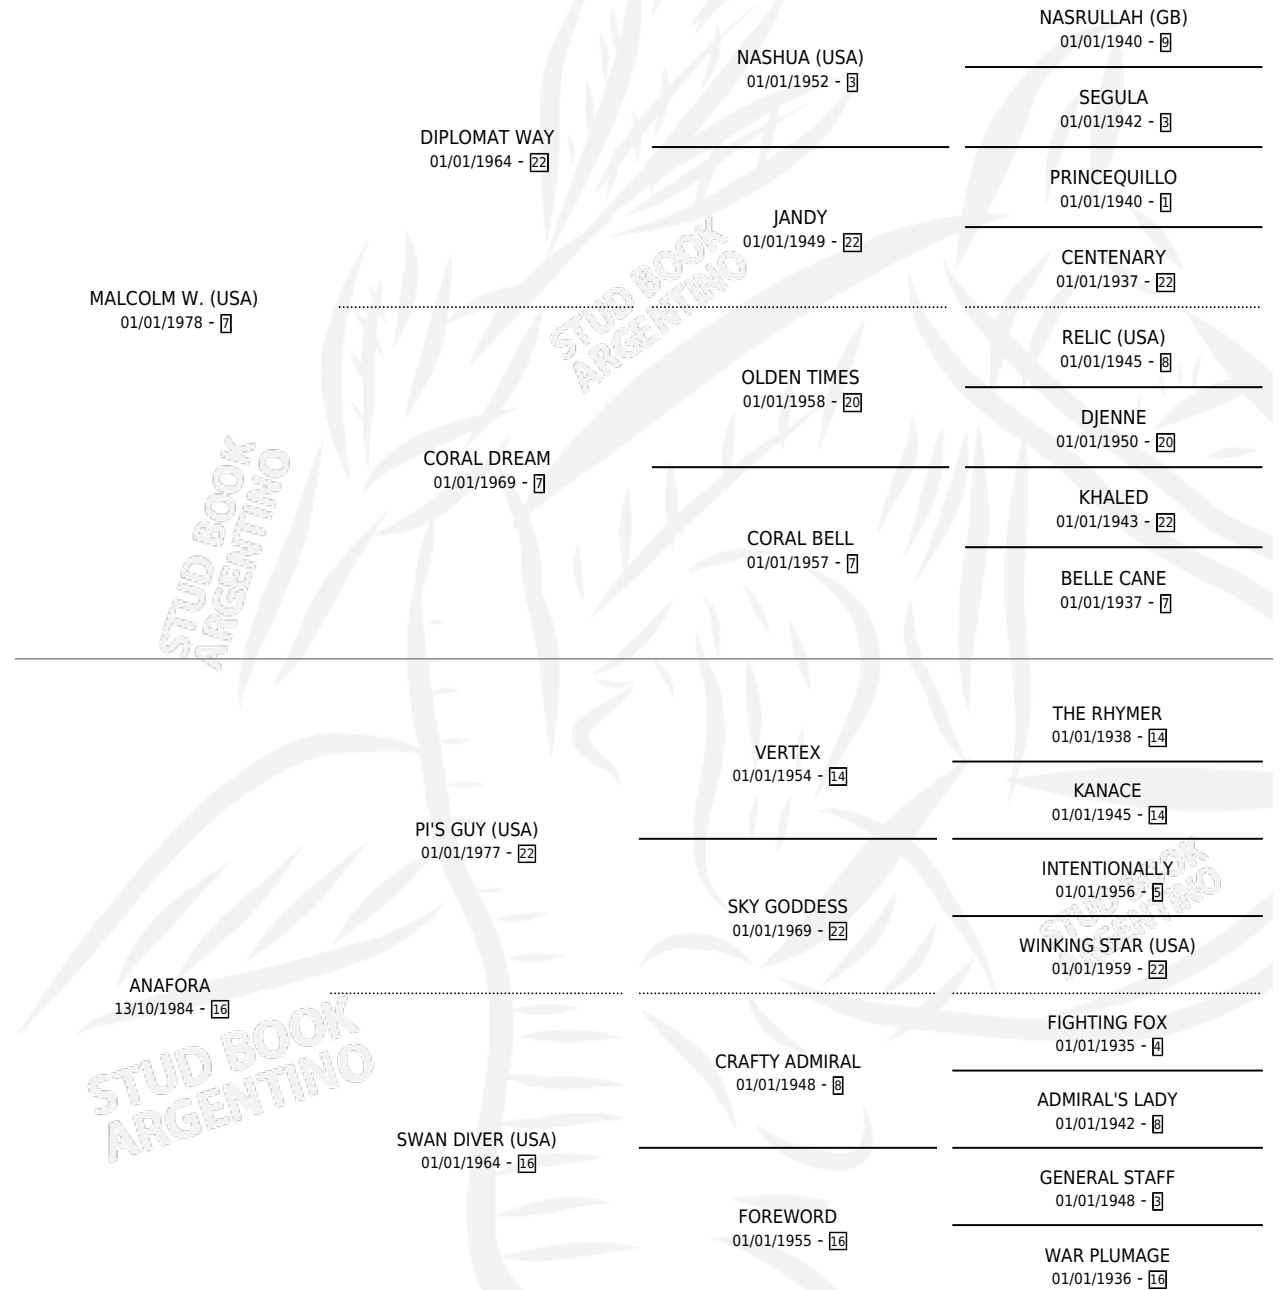 NASRULLAH (GB)
01/01/1940 - 9
NASHUA (USA)
01/01/1952 - 3
SEGULA
01/01/1942 - 3
DIPLOMAT WAY
01/01/1964 - 22
PRINCEQUILLO
01/01/1940 - 1
JANDY
01/01/1949 - 22
CENTENARY
01/01/1937 - 22
MALCOLM W. (USA)
01/01/1978 - 7
STUD BOOK
ARGENTINO
RELIC (USA)
01/01/1945 - 8
OLDEN TIMES
01/01/1958 - 20
DJENNE
01/01/1950 - 20
CORAL DREAM
01/01/1969 - 7
KHALED
01/01/1943 - 22
CORAL BELL
01/01/1957 - 7
BELLE CANE
01/01/1937 - 7
STUD BOOK
ARGENTINO
THE RHYMER
01/01/1938 - 14
VERTEX
01/01/1954 - 14
KANACE
01/01/1945 - 14
PI'S GUY (USA)
01/01/1977 - 22
INTENTIONALLY
01/01/1956 - 5
SKY GODDESS
01/01/1969 - 22
WINKING STAR (USA)
01/01/1959 - 22
STUD BOOK
ARGENTINO
ANAFORA
13/10/1984 - 16
FIGHTING FOX
01/01/1935 - 4
CRAFTY ADMIRAL
01/01/1948 - 8
ADMIRAL'S LADY
01/01/1942 - 8
STUD BOOK
ARGENTINO
SWAN DIVER (USA)
01/01/1964 - 16
GENERAL STAFF
01/01/1948 - 3
FOREWORD
01/01/1955 - 16
WAR PLUMAGE
01/01/1936 - 16